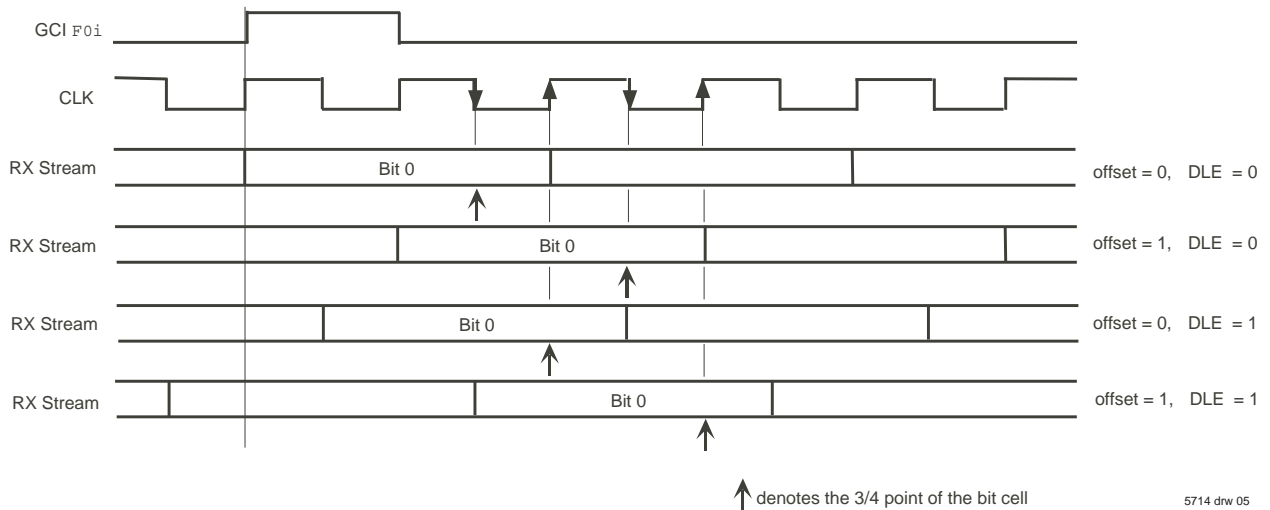 GCI F0i
CLK
RX Stream Bit 0 offset = 0, DLE = 0
RX Stream Bit 0 offset = 1, DLE = 0
RX Stream Bit 0 offset = 0, DLE = 1
RX Stream Bit 0 offset = 1, DLE = 1
denotes the 3/4 point of the bit cell 5714 drw 05